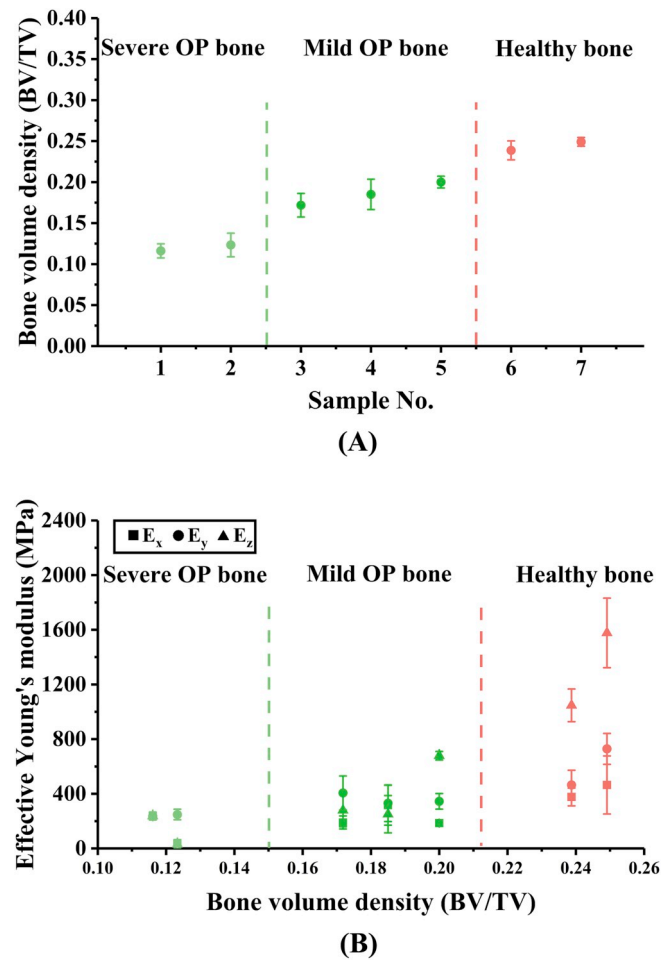 Severe OP bone Mild OP bone Healthy bone
Bone volume density (BV/TV)
0.40
0.35
0.30
0.25
0.20
0.15
0.10
0.05
0.00
1 2 3 4 5 6 7
Sample No.
(A)
Effective Young's modulus (MPa)
2400
2000
1600
1200
800
400
0
Ex Ey Ez
Severe OP bone Mild OP bone Healthy bone
0.10 0.12 0.14 0.16 0.18 0.20 0.22 0.24 0.26
Bone volume density (BV/TV)
(B)